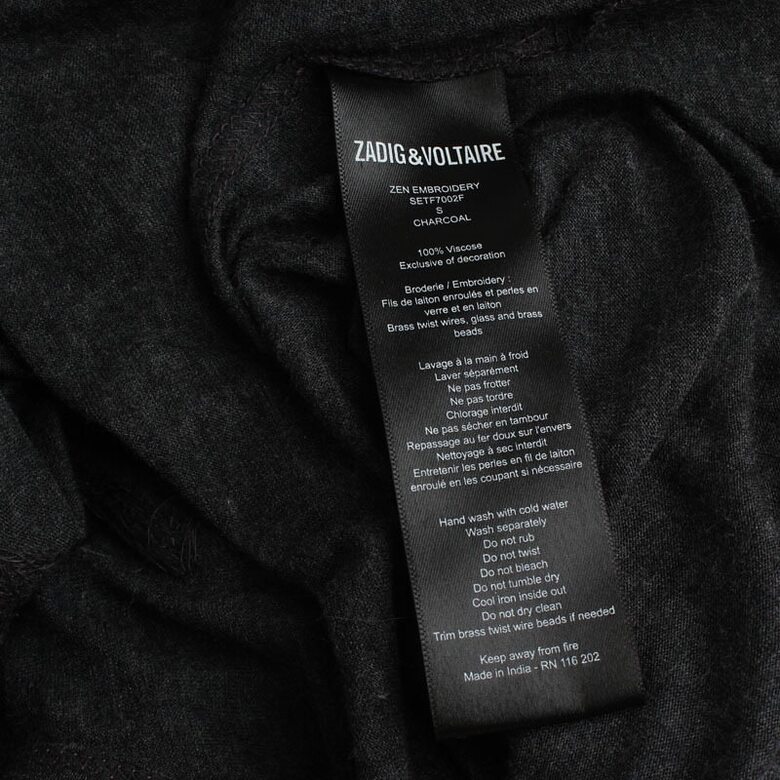 ZADIG&VOLTAIRE
ZEN EMBROIDERY
SETF7002F
S
CHARCOAL
100% Viscose
Exclusive of decoration
Broderie / Embroidery :
Fils de laiton enroulés et perles en
verre et en laiton
Brass twist wires, glass and brass
beads
Lavage à la main à froid
Laver séparément
Ne pas frotter
Ne pas tordre
Chlorage interdit
Ne pas sécher en tambour
Repassage au fer doux sur l'envers
Nettoyage à sec interdit
Entretenir les perles en fil de laiton
enroulé en les coupant si nécessaire
Hand wash with cold water
Wash separately
Do not rub
Do not twist
Do not bleach
Do not tumble dry
Cool iron inside out
Do not dry clean
Trim brass twist wire beads if needed
Keep away from fire
Made in India - RN 116 202